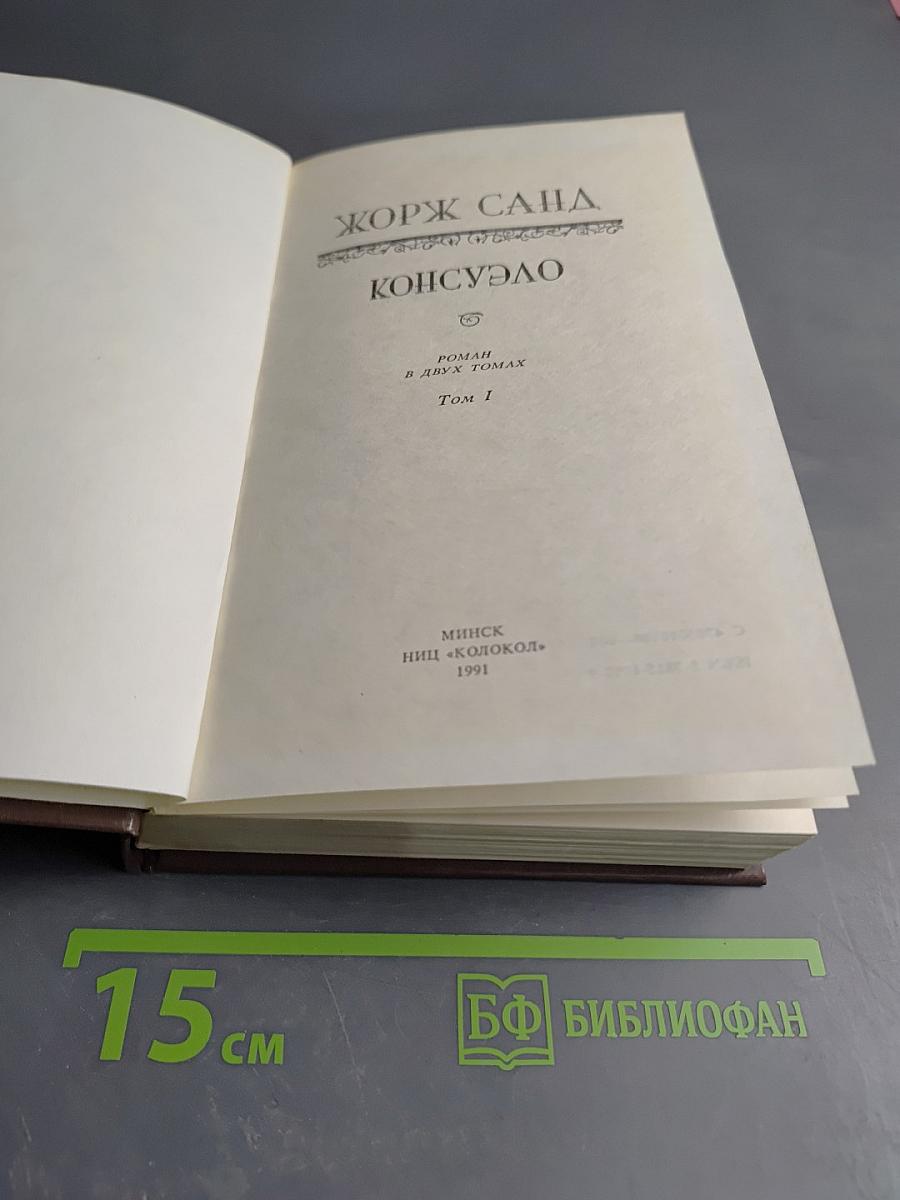 ЖОРЖ САНД
КОНСУЭЛО
РОМАН
В ДВУХ ТОМАХ
Том I
МИНСК
НИЦ «КОЛОКОЛ»
1991
15 см
БФ БИБЛИОФАН